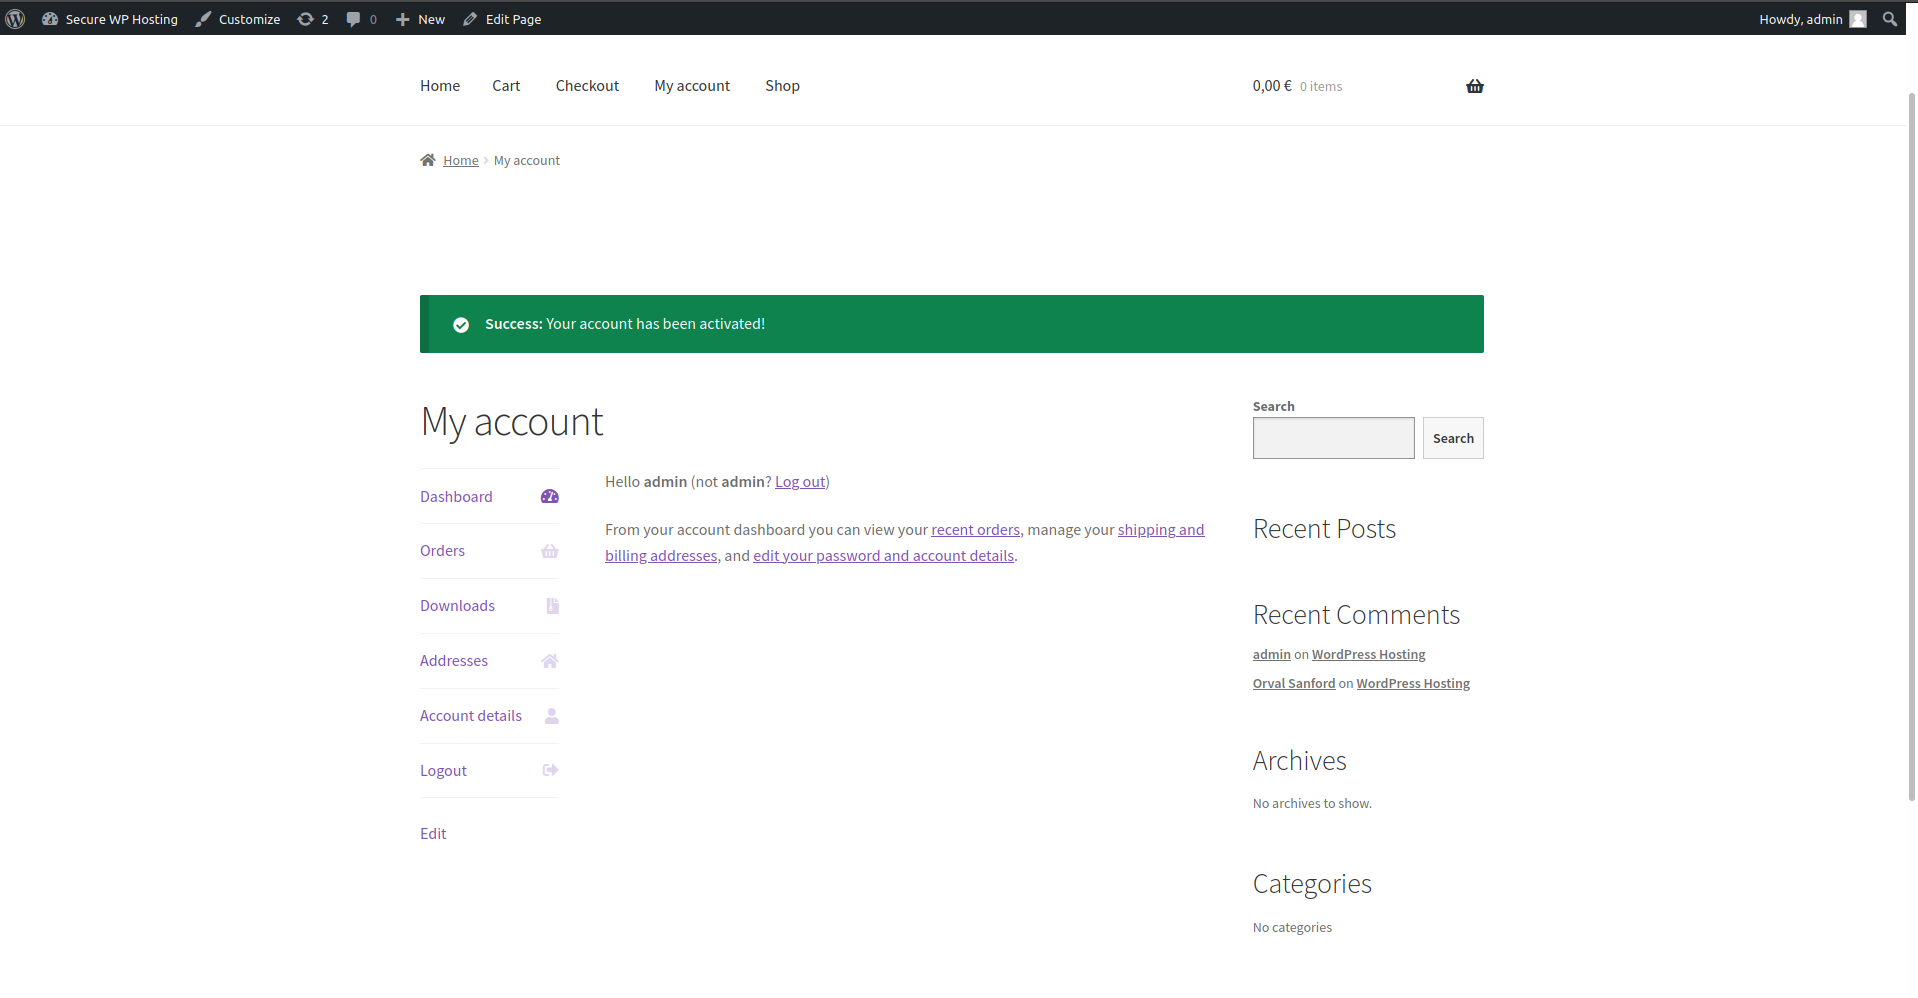 Secure WP Hosting Customize 2 0 New Edit Page Howdy, admin
Home Cart Checkout My account Shop 0,00 € 0 items
Home My account
Success: Your account has been activated!
My account
Dashboard
Orders
Downloads
Addresses
Account details
Logout
Edit
Hello admin (not admin? Log out)
From your account dashboard you can view your recent orders, manage your shipping and
billing addresses, and edit your password and account details.
Search
Search
Recent Posts
Recent Comments
admin on WordPress Hosting
Orval Sanford on WordPress Hosting
Archives
No archives to show.
Categories
No categories